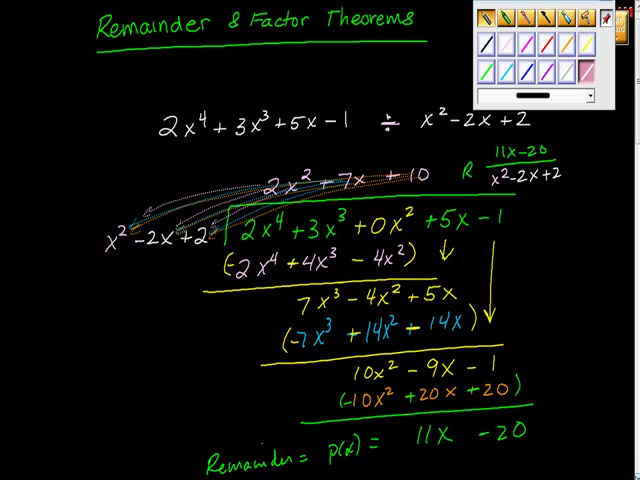 Remainder & Factor Theorems
2x⁴ + 3x³ + 5x - 1 ÷ x² - 2x + 2
2x² + 7x + 10 R (11x - 20)/(x² - 2x + 2)
x² - 2x + 2 2x⁴ + 3x³ + 0x² + 5x - 1
(-2x⁴ + 4x³ - 4x²)
7x³ - 4x² + 5x
(-7x³ + 14x² - 14x)
10x² - 9x - 1
(-10x² + 20x + 20)
Remainder = p(x) = 11x - 20